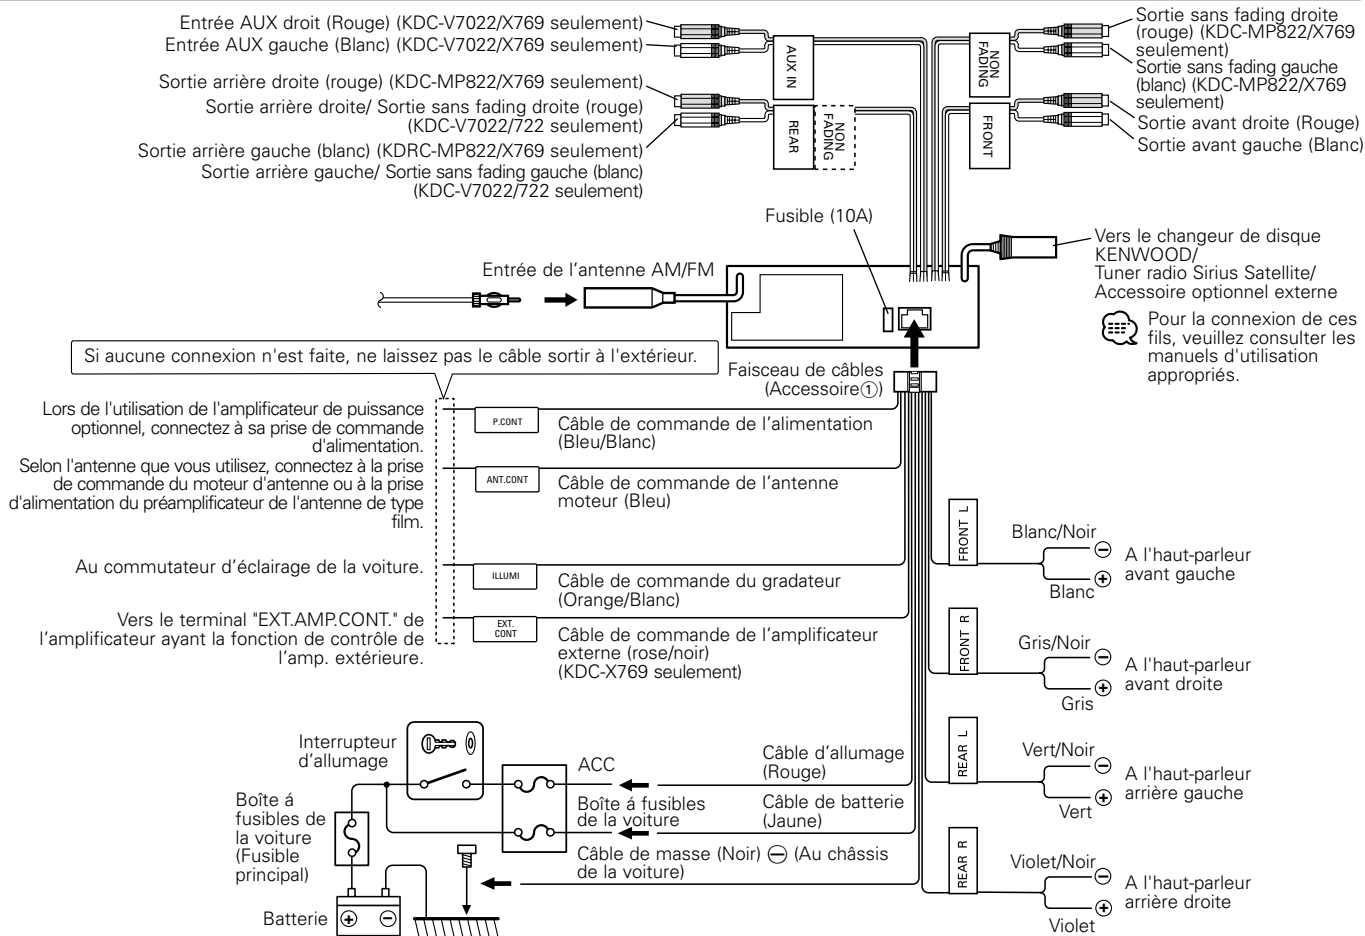 Entrée AUX droit (Rouge) (KDC-V7022/X769 seulement)
Entrée AUX gauche (Blanc) (KDC-V7022/X769 seulement)
Sortie arrière droite (rouge) (KDC-MP822/X769 seulement)
Sortie arrière droite/ Sortie sans fading droite (rouge)
(KDC-V7022/722 seulement)
Sortie arrière gauche (blanc) (KDRC-MP822/X769 seulement)
Sortie arrière gauche/ Sortie sans fading gauche (blanc)
(KDC-V7022/722 seulement)
AUX IN
REAR
NON
FADING
NON
FADING
FRONT
Sortie sans fading droite
(rouge) (KDC-MP822/X769
seulement)
Sortie sans fading gauche
(blanc) (KDC-MP822/X769
seulement)
Sortie avant droite (Rouge)
Sortie avant gauche (Blanc)
Fusible (10A)
Entrée de l'antenne AM/FM
Vers le changeur de disque
KENWOOD/
Tuner radio Sirius Satellite/
Accessoire optionnel externe
Pour la connexion de ces
fils, veuillez consulter les
manuels d'utilisation
appropriés.
Si aucune connexion n'est faite, ne laissez pas le câble sortir à l'extérieur.
Faisceau de câbles
(Accessoire①)
Lors de l'utilisation de l'amplificateur de puissance
optionnel, connectez à sa prise de commande
d'alimentation.
P.CONT
Câble de commande de l'alimentation
(Bleu/Blanc)
Selon l'antenne que vous utilisez, connectez à la prise
de commande du moteur d'antenne ou à la prise
d'alimentation du préamplificateur de l'antenne de type
film.
ANT.CONT
Câble de commande de l'antenne
moteur (Bleu)
Au commutateur d'éclairage de la voiture.
ILLUMI
Câble de commande du gradateur
(Orange/Blanc)
Vers le terminal "EXT.AMP.CONT." de
l'amplificateur ayant la fonction de contrôle de
l'amp. extérieure.
EXT.
CONT
Câble de commande de l'amplificateur
externe (rose/noir)
(KDC-X769 seulement)
FRONT L
Blanc/Noir
⊖
⊕
Blanc
A l'haut-parleur
avant gauche
FRONT R
Gris/Noir
⊖
⊕
Gris
A l'haut-parleur
avant droite
REAR L
Vert/Noir
⊖
⊕
Vert
A l'haut-parleur
arrière gauche
REAR R
Violet/Noir
⊖
⊕
Violet
A l'haut-parleur
arrière droite
Interrupteur
d'allumage
ACC
Câble d'allumage
(Rouge)
Boîte á fusibles
de la voiture
Câble de batterie
(Jaune)
Boîte á
fusibles de
la voiture
(Fusible
principal)
Câble de masse (Noir) ⊖ (Au châssis
de la voiture)
Batterie
⊕ ⊖